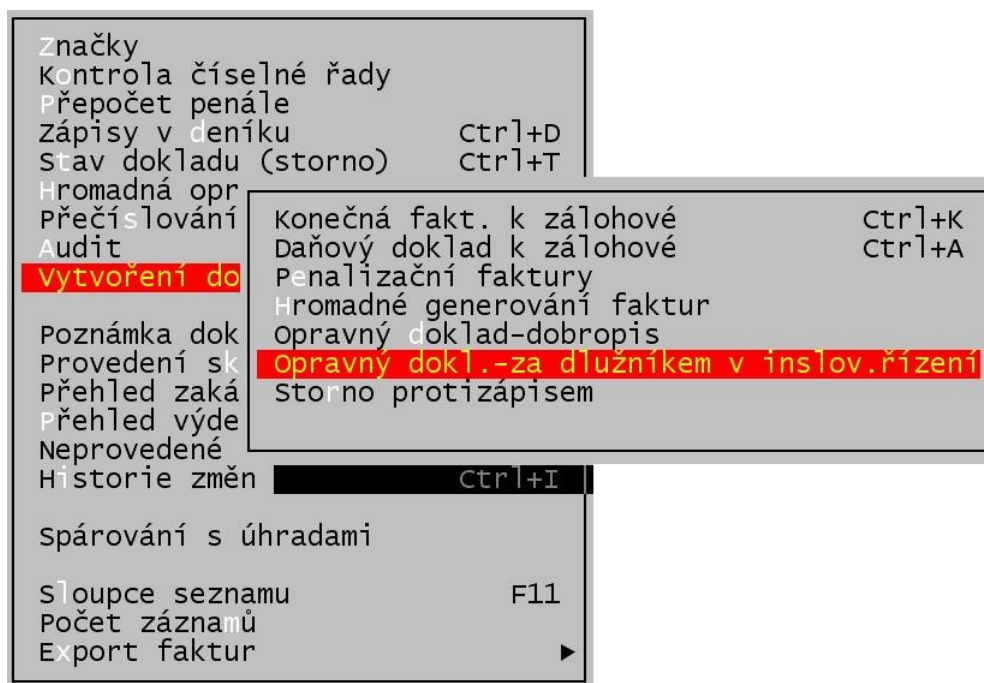 Značky
Kontrola číselné řady
Přepočet penále
Zápisy v deníku Ctrl+D
Stav dokladu (storno) Ctrl+T
Hromadná opr
Přečíslování
Audit
Vytvoření do
Poznámka dok
Provedení sk
Přehled zaká
Přehled výde
Neprovedené
Historie změn Ctrl+I
Spárování s úhradami
Sloupce seznamu F11
Počet záznamů
Export faktur
Konečná fakt. k zálohové Ctrl+K
Daňový doklad k zálohové Ctrl+A
Penalizační faktury
Hromadné generování faktur
Opravný doklad-dobropis
Opravný dokl.-za dlužníkem v inslov.řízení
Storno protizápisem